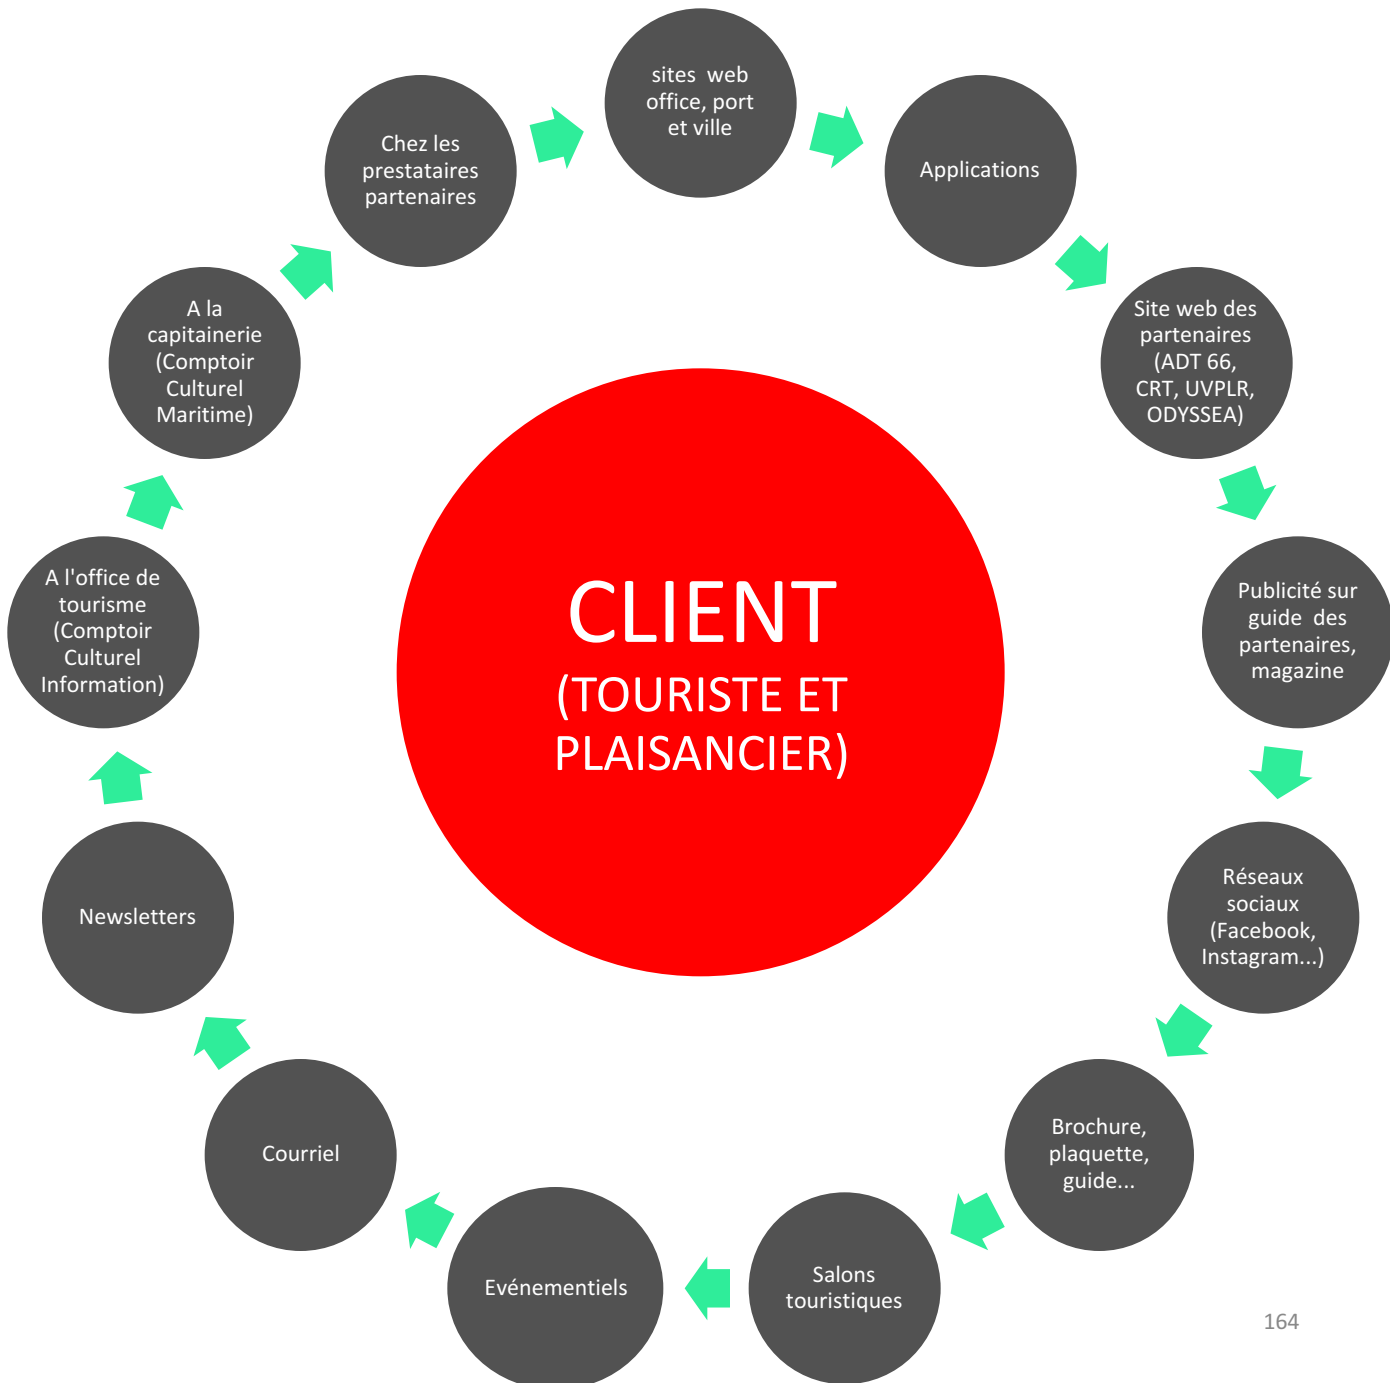 sites web
office, port
et ville
Applications
Site web des
partenaires
(ADT 66,
CRT, UVPLR,
ODYSSEA)
Publicité sur
guide des
partenaires,
magazine
Réseaux
sociaux
(Facebook,
Instagram...)
Brochure,
plaquette,
guide...
Salons
touristiques
Evénementiels
Courriel
Newsletters
A l'office de
tourisme
(Comptoir
Culturel
Information)
A la
capitainerie
(Comptoir
Culturel
Maritime)
Chez les
prestataires
partenaires
CLIENT
(TOURISTE ET
PLAISANCIER)
164